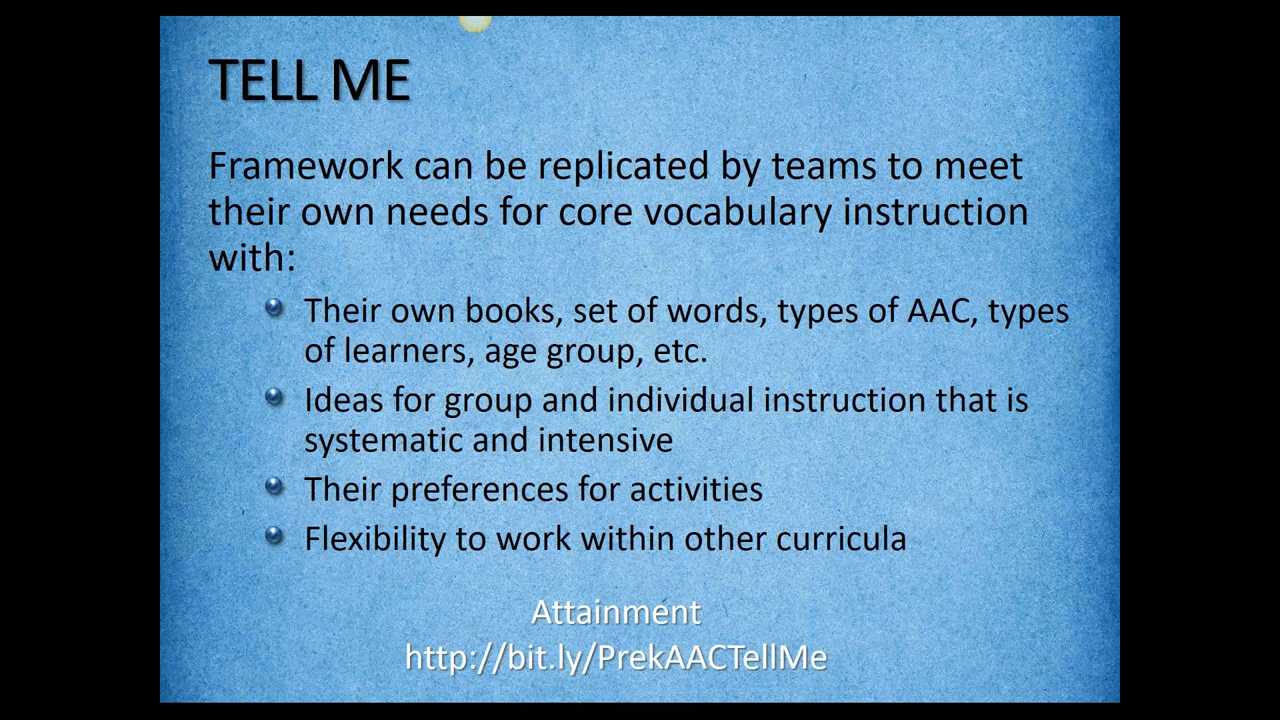 TELL ME
Framework can be replicated by teams to meet
their own needs for core vocabulary instruction
with:
Their own books, set of words, types of AAC, types
of learners, age group, etc.
Ideas for group and individual instruction that is
systematic and intensive
Their preferences for activities
Flexibility to work within other curricula
Attainment
http://bit.ly/PrekAACTellMe